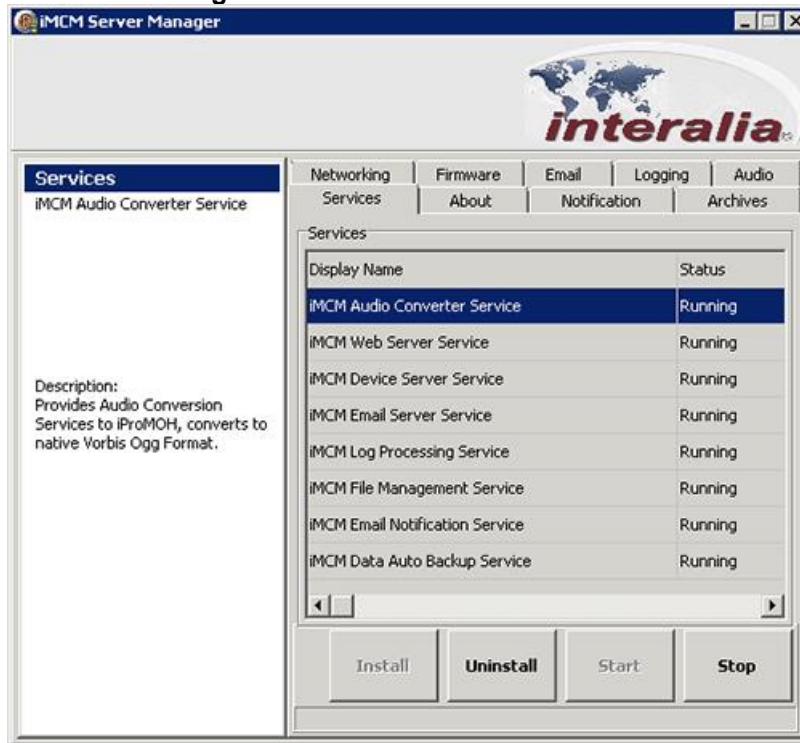 iMCM Server Manager
interalia
Services
iMCM Audio Converter Service
Description:
Provides Audio Conversion
Services to iProMOH, converts to
native Vorbis Ogg Format.
Networking Firmware Email Logging Audio
Services About Notification Archives
Services
Display Name Status
iMCM Audio Converter Service Running
iMCM Web Server Service Running
iMCM Device Server Service Running
iMCM Email Server Service Running
iMCM Log Processing Service Running
iMCM File Management Service Running
iMCM Email Notification Service Running
iMCM Data Auto Backup Service Running
Install Uninstall Start Stop